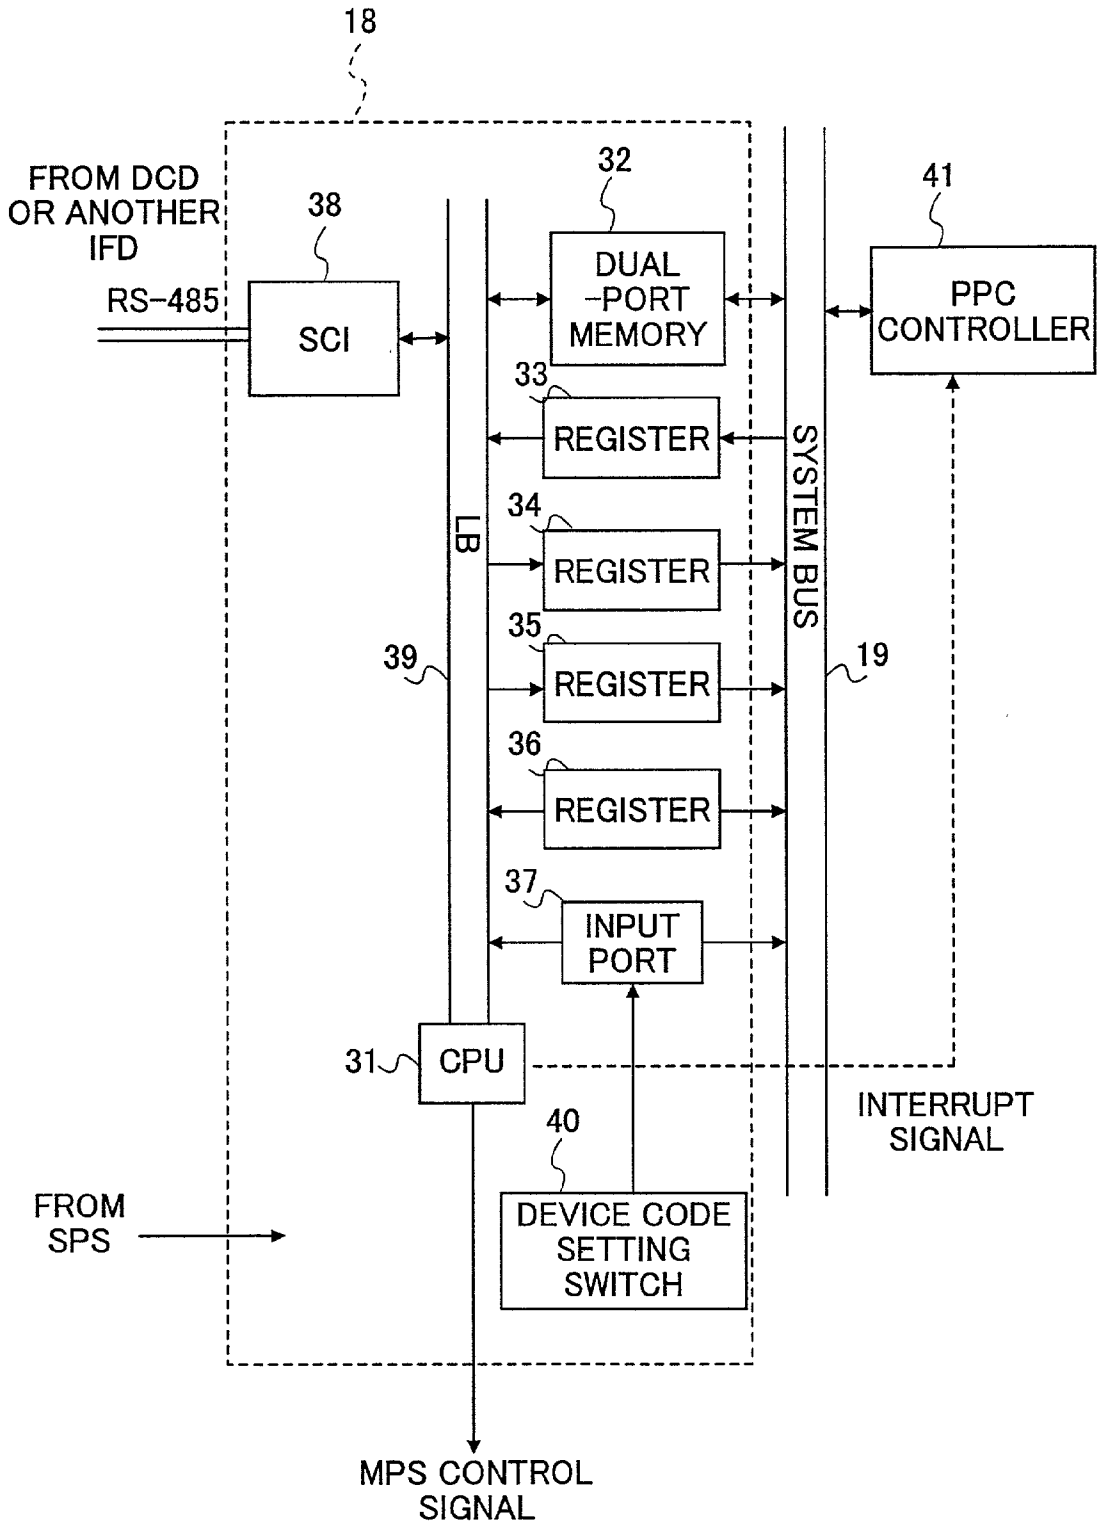 18
FROM DCD
OR ANOTHER
IFD
RS-485
38
SCI
32
DUAL
-PORT
MEMORY
41
PPC
CONTROLLER
33
REGISTER
34
REGISTER
LB
SYSTEM BUS
35
REGISTER
39
19
36
REGISTER
37
INPUT
PORT
31
CPU
INTERRUPT
SIGNAL
40
DEVICE CODE
SETTING
SWITCH
FROM
SPS
MPS CONTROL
SIGNAL